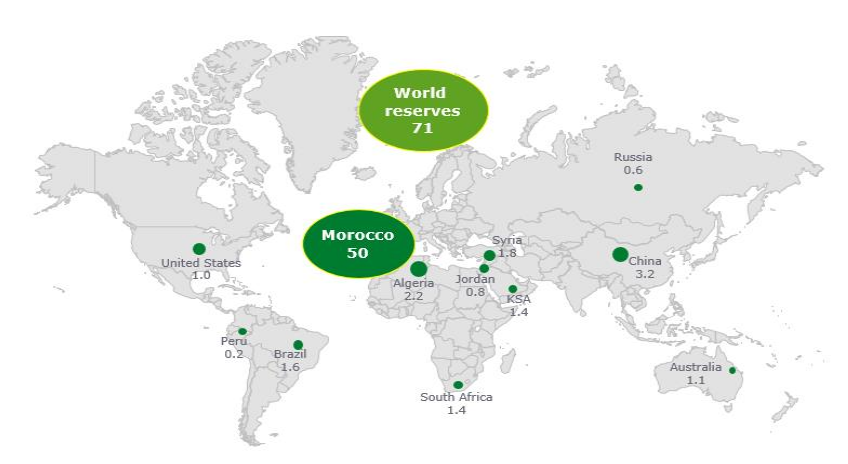 World
reserves
71
Russia
0.6
Morocco
50
Syria
1.8
United States
1.0
China
3.2
Algeria
2.2
Jordan
0.8
KSA
1.4
Peru
0.2
Brazil
1.6
Australia
1.1
South Africa
1.4